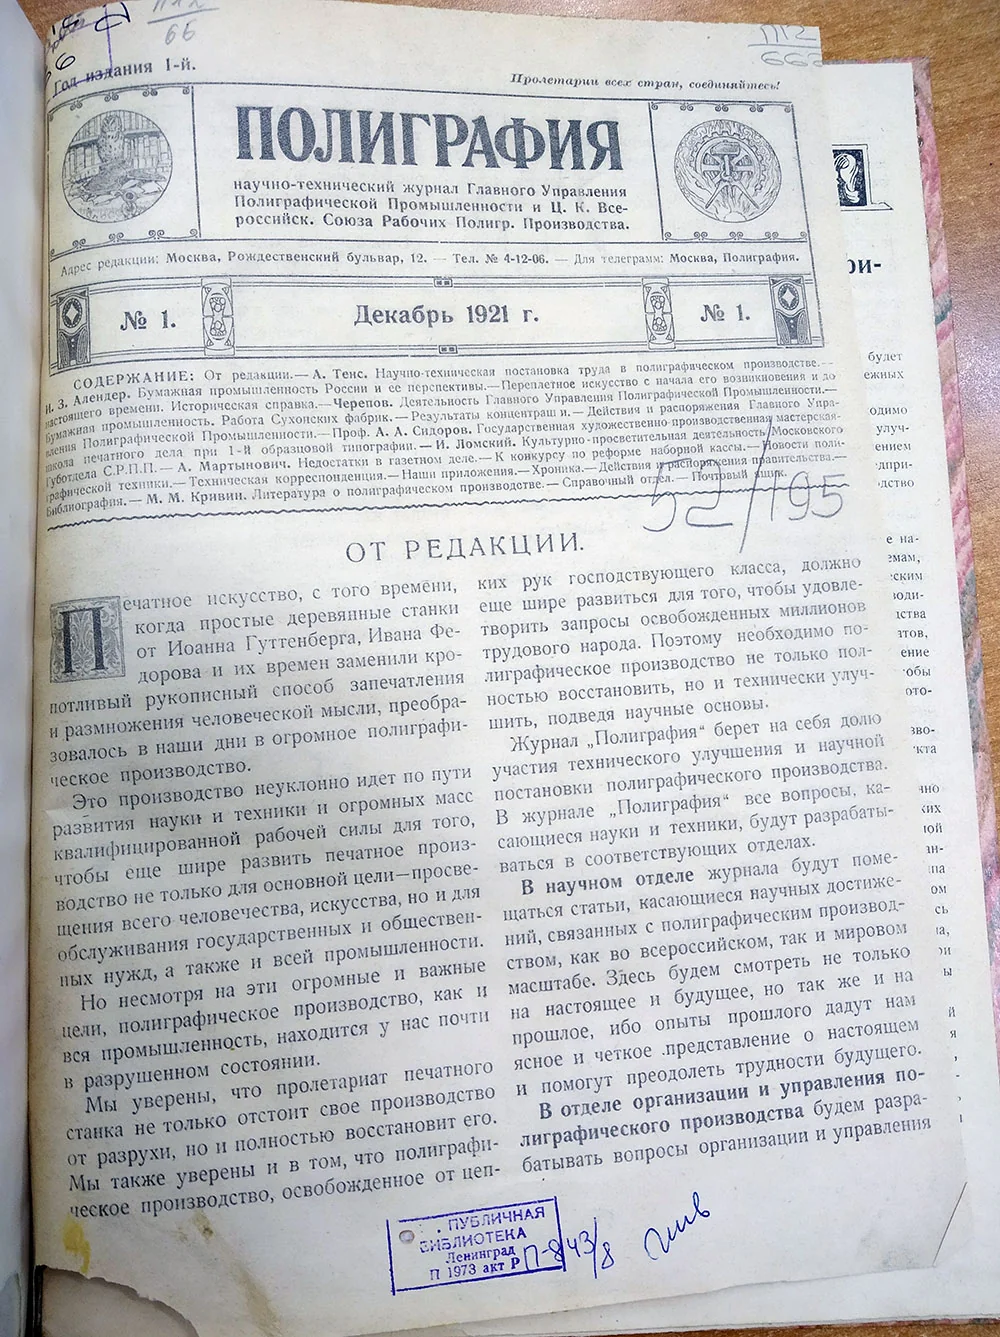 Год издания 1-й.
Пролетарии всех стран, соединяйтесь!
ПОЛИГРАФИЯ
научно-технический журнал Главного Управления
Полиграфической Промышленности и Ц. К. Все-
российск. Союза Рабочих Полигр. Производства.
Адрес редакции: Москва, Рождественский бульвар, 12. — Тел. № 4-12-06. — Для телеграмм: Москва, Полиграфия.
№ 1.
Декабрь 1921 г.
№ 1.
СОДЕРЖАНИЕ: От редакции.— А. Тенс. Научно-техническая постановка труда в полиграфическом производстве.—
И. З. Алендер. Бумажная промышленность России и ее перспективы.—Переплетное искусство с начала его возникновения и до
настоящего времени. Историческая справка.—Черепов. Деятельность Главного Управления Полиграфической Промышленности.—
Бумажная промышленность. Работа Сухонских фабрик.—Результаты концентраци и.— Действия и распоряжения Главного Упра-
вления Полиграфической Промышленности.—Проф. А. А. Сидоров. Государственная художественно-производственная мастерская-
школа печатного дела при 1-й образцовой типографии.— И. Ломский. Культурно-просветительная деятельность Московского
Губотдела С.Р.П.П.— А. Мартынович. Недостатки в газетном деле.— К конкурсу по реформе наборной кассы.—Новости поли-
графической техники.—Техническая корреспонденция.—Наши приложения.—Хроника.—Действия и распоряжения правительства.—
Библиография.— М. М. Кривин. Литература о полиграфическом производстве.— Справочный отдел.— Почтовый ящик.
52/195
ОТ РЕДАКЦИИ.
Печатное искусство, с того времени,
когда простые деревянные станки
от Иоанна Гуттенберга, Ивана Фе-
дорова и их времен заменили кро-
потливый рукописный способ запечатления
и размножения человеческой мысли, преобра-
зовалось в наши дни в огромное полиграфи-
ческое производство.
Это производство неуклонно идет по пути
развития науки и техники и огромных масс
квалифицированной рабочей силы для того,
чтобы еще шире развить печатное произ-
водство не только для основной цели—просве-
щения всего человечества, искусства, но и для
обслуживания государственных и обществен-
ных нужд, а также и всей промышленности.
Но несмотря на эти огромные и важные
цели, полиграфическое производство, как и
вся промышленность, находится у нас почти
в разрушенном состоянии.
Мы уверены, что пролетариат печатного
станка не только отстоит свое производство
от разрухи, но и полностью восстановит его.
Мы также уверены и в том, что полиграфи-
ческое производство, освобожденное от цеп-
ких рук господствующего класса, должно
еще шире развиться для того, чтобы удовле-
творить запросы освобожденных миллионов
трудового народа. Поэтому необходимо по-
лиграфическое производство не только пол-
ностью восстановить, но и технически улуч-
шить, подведя научные основы.
Журнал „Полиграфия“ берет на себя долю
участия технического улучшения и научной
постановки полиграфического производства.
В журнале „Полиграфия“ все вопросы, ка-
сающиеся науки и техники, будут разрабаты-
ваться в соответствующих отделах.
В научном отделе журнала будут поме-
щаться статьи, касающиеся научных достиже-
ний, связанных с полиграфическим производ-
ством, как во всероссийском, так и мировом
масштабе. Здесь будем смотреть не только
на настоящее и будущее, но так же и на
прошлое, ибо опыты прошлого дадут нам
ясное и четкое представление о настоящем
и помогут преодолеть трудности будущего.
В отделе организации и управления по-
лиграфического производства будем разра-
батывать вопросы организации и управления
ПУБЛИЧНАЯ
БИБЛИОТЕКА
Ленинград
П 1973 акт Р П-8/43/8